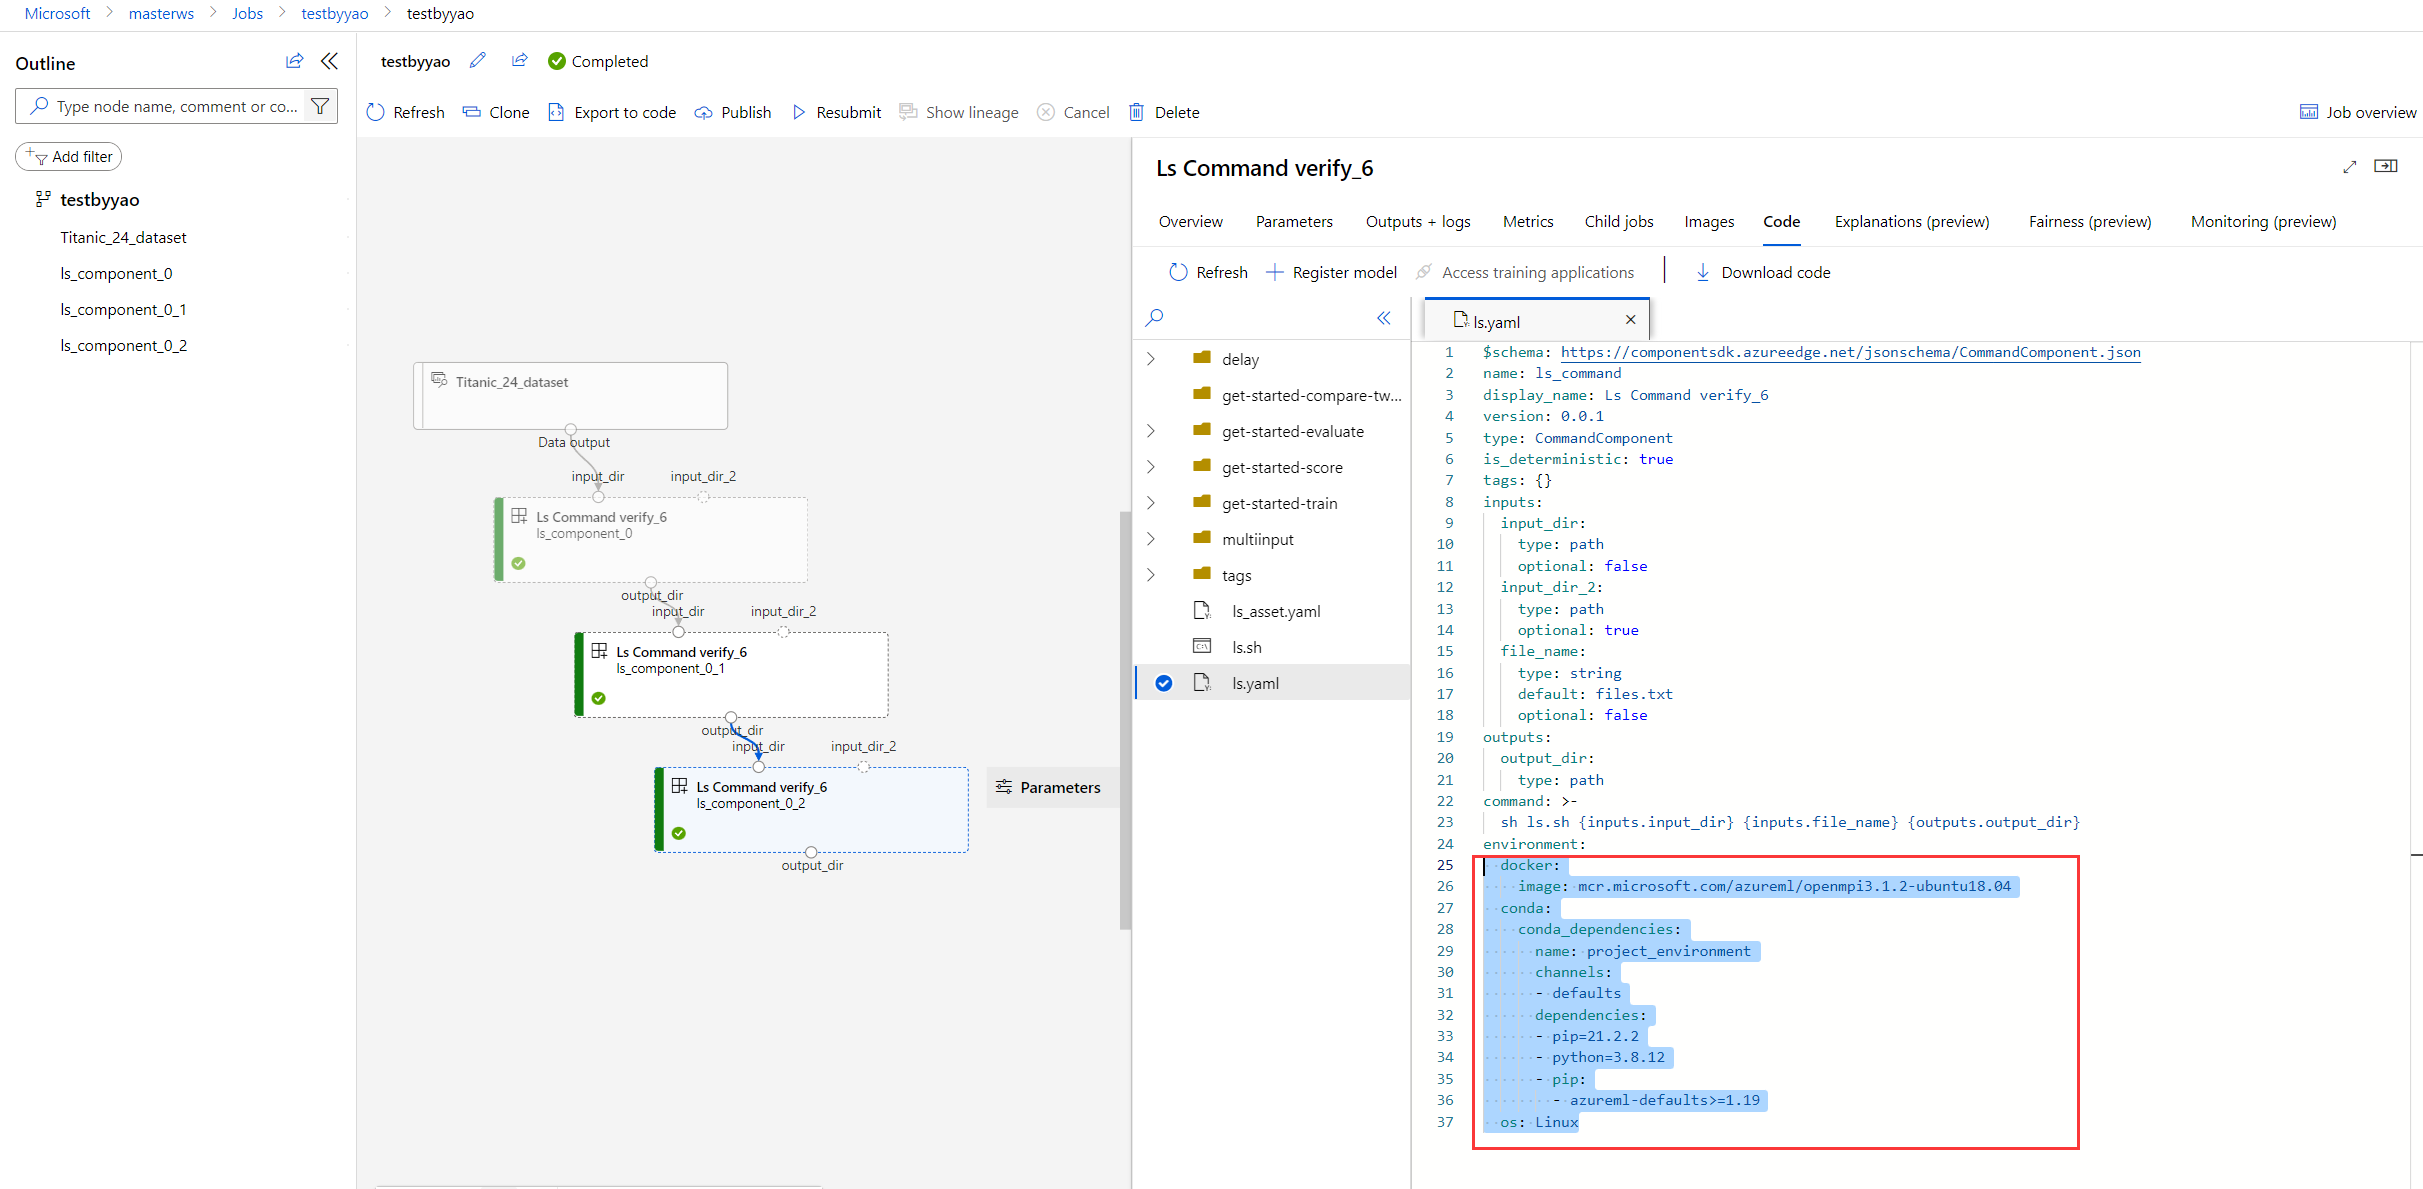 Microsoft > masterws > Jobs > testbyyao > testbyyao
Outline
Type node name, comment or co...
Add filter
testbyyao
Titanic_24_dataset
ls_component_0
ls_component_0_1
ls_component_0_2
testbyyao Completed
Refresh Clone Export to code Publish Resubmit Show lineage Cancel Delete Job overview
Titanic_24_dataset
Data output
input_dir input_dir_2
Ls Command verify_6
ls_component_0
output_dir
input_dir input_dir_2
Ls Command verify_6
ls_component_0_1
output_dir
input_dir input_dir_2
Ls Command verify_6
ls_component_0_2
output_dir
Parameters
Ls Command verify_6
Overview Parameters Outputs + logs Metrics Child jobs Images Code Explanations (preview) Fairness (preview) Monitoring (preview)
Refresh Register model Access training applications Download code
delay
get-started-compare-tw...
get-started-evaluate
get-started-score
get-started-train
multiinput
tags
ls_asset.yaml
ls.sh
ls.yaml
ls.yaml
1 $schema: https://componentsdk.azureedge.net/jsonschema/CommandComponent.json
2 name: ls_command
3 display_name: Ls Command verify_6
4 version: 0.0.1
5 type: CommandComponent
6 is_deterministic: true
7 tags: {}
8 inputs:
9 input_dir:
10 type: path
11 optional: false
12 input_dir_2:
13 type: path
14 optional: true
15 file_name:
16 type: string
17 default: files.txt
18 optional: false
19 outputs:
20 output_dir:
21 type: path
22 command: >-
23 sh ls.sh {inputs.input_dir} {inputs.file_name} {outputs.output_dir}
24 environment:
25 docker:
26 image: mcr.microsoft.com/azureml/openmpi3.1.2-ubuntu18.04
27 conda:
28 conda_dependencies:
29 name: project_environment
30 channels:
31 - defaults
32 dependencies:
33 - pip=21.2.2
34 - python=3.8.12
35 - pip:
36 - azureml-defaults>=1.19
37 os: Linux